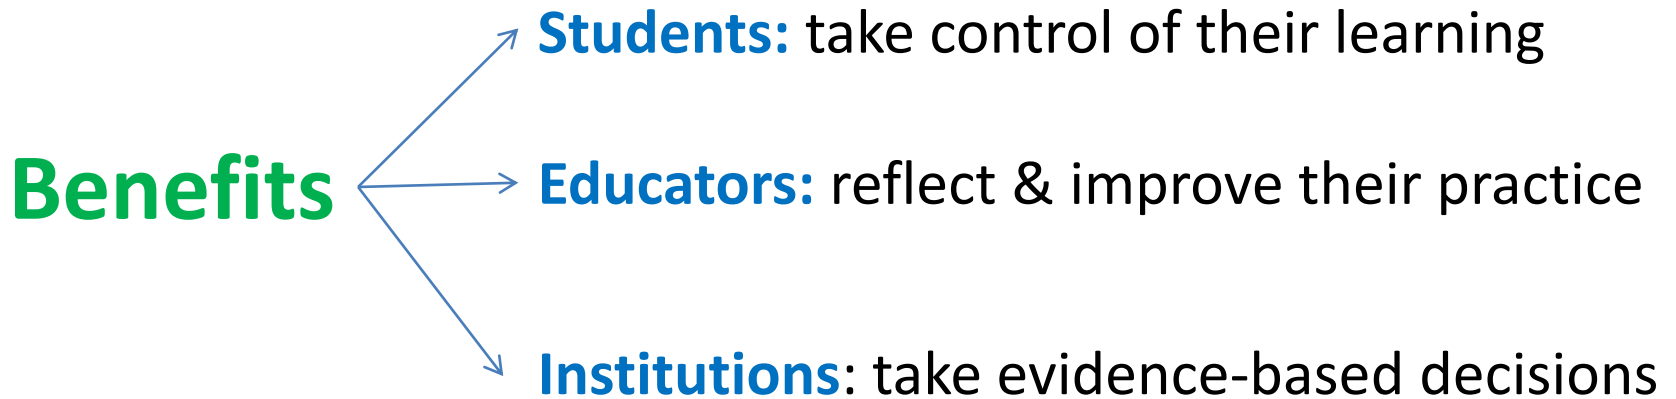 Benefits
Students: take control of their learning
Educators: reflect & improve their practice
Institutions: take evidence-based decisions